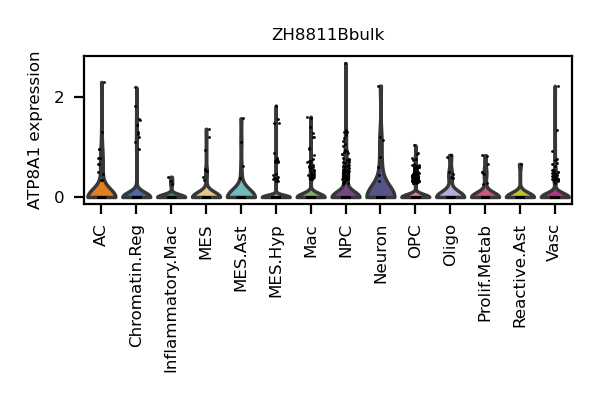 ZH8811Bbulk
ATP8A1 expression
2
0
AC
Chromatin.Reg
Inflammatory.Mac
MES
MES.Ast
MES.Hyp
Mac
NPC
Neuron
OPC
Oligo
Prolif.Metab
Reactive.Ast
Vasc